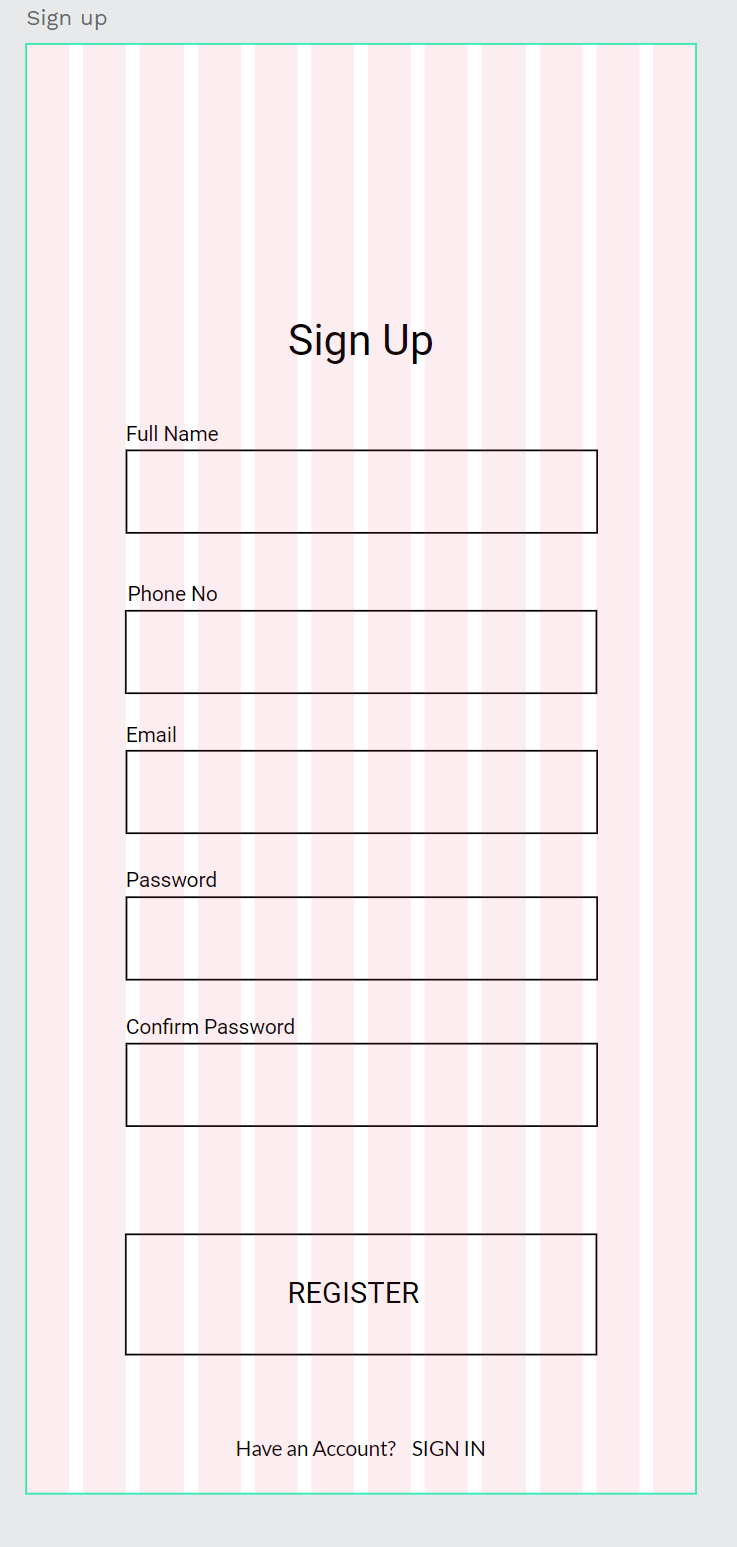 Sign up
Sign Up
Full Name
Phone No
Email
Password
Confirm Password
REGISTER
Have an Account? SIGN IN